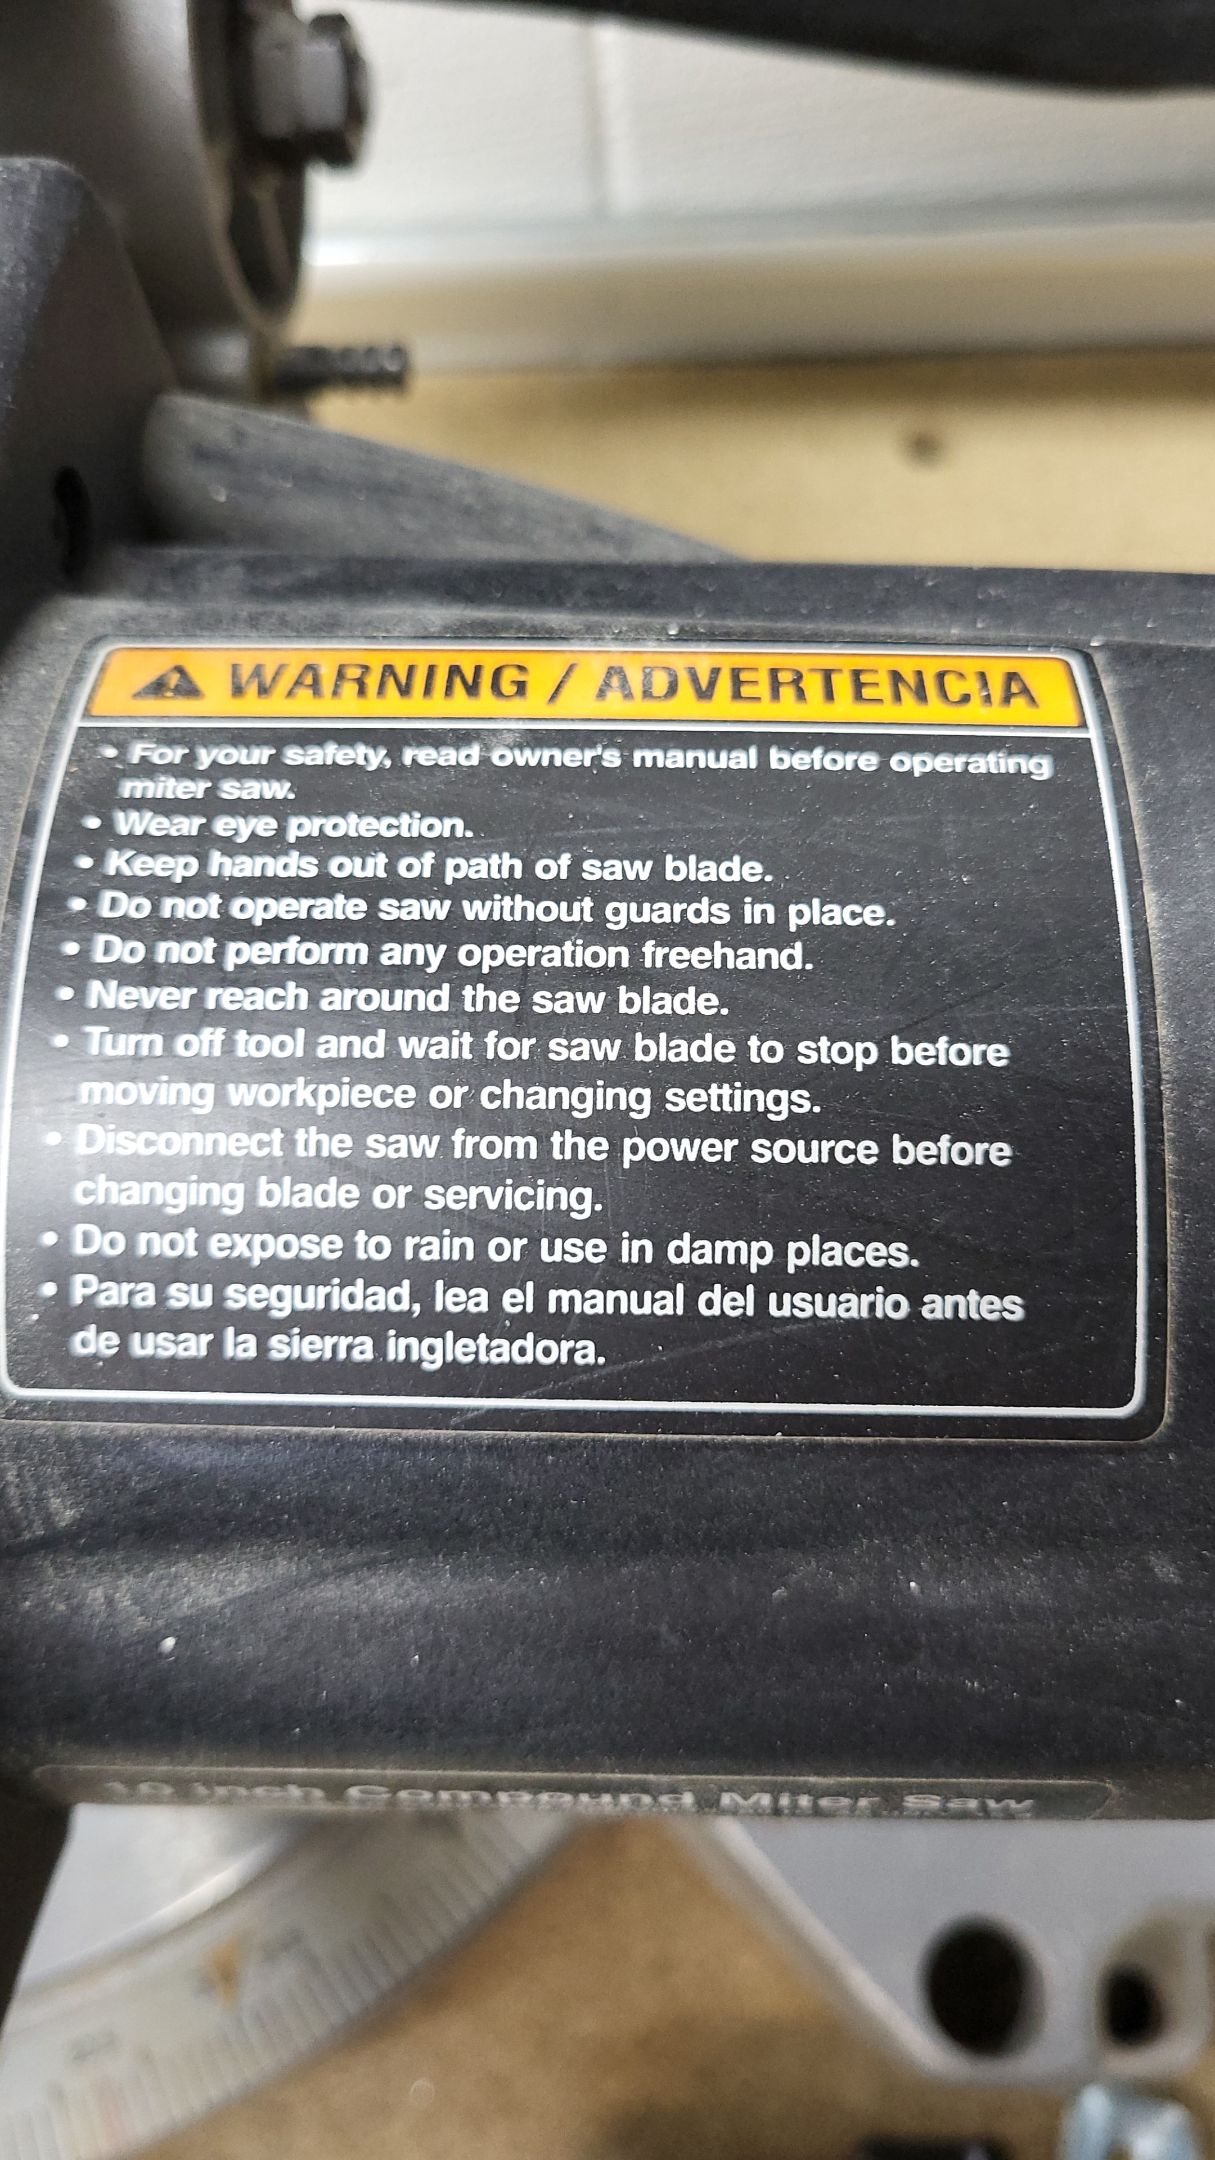 WARNING / ADVERTENCIA
• For your safety, read owner's manual before operating
miter saw.
• Wear eye protection.
• Keep hands out of path of saw blade.
• Do not operate saw without guards in place.
• Do not perform any operation freehand.
• Never reach around the saw blade.
• Turn off tool and wait for saw blade to stop before
moving workpiece or changing settings.
• Disconnect the saw from the power source before
changing blade or servicing.
• Do not expose to rain or use in damp places.
• Para su seguridad, lea el manual del usuario antes
de usar la sierra ingletadora.
10 inch Compound Miter Saw